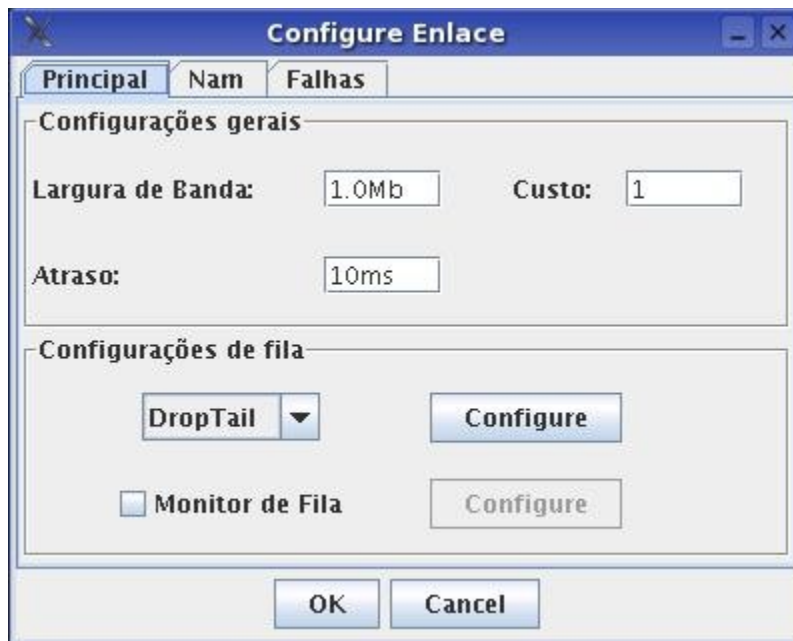 Configure Enlace
Principal Nam Falhas
Configurações gerais
Largura de Banda: 1.0Mb Custo: 1
Atraso: 10ms
Configurações de fila
DropTail Configure
Monitor de Fila Configure
OK Cancel